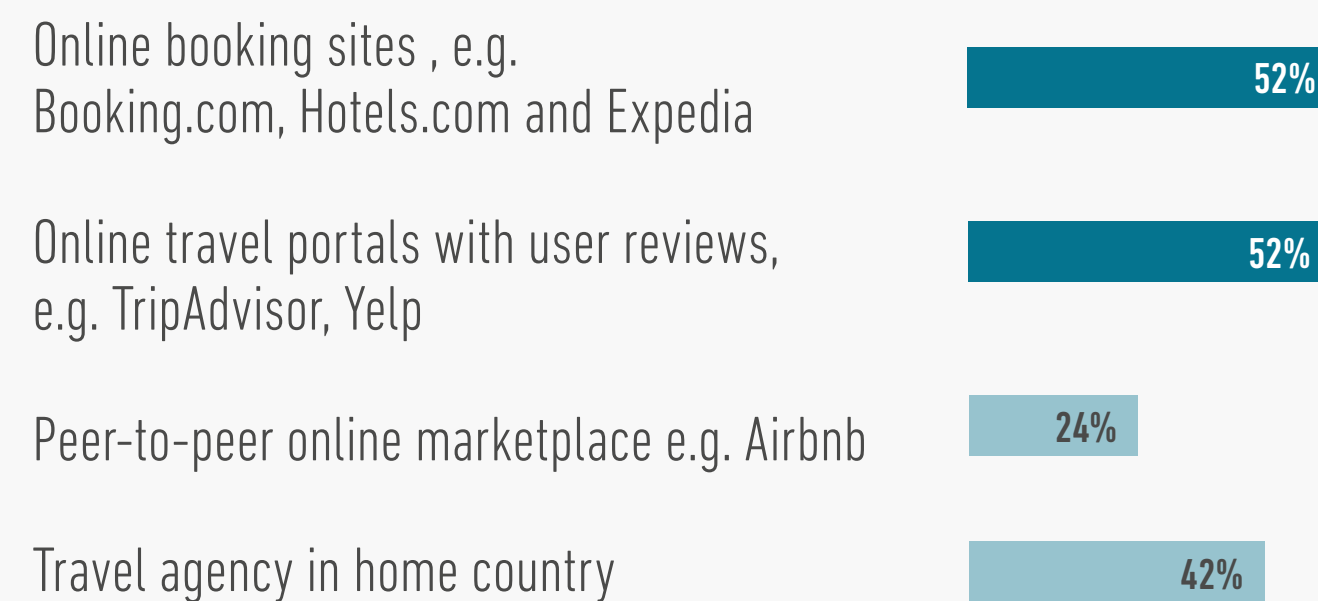 Online booking sites , e.g.
Booking.com, Hotels.com and Expedia
52%
Online travel portals with user reviews,
e.g. TripAdvisor, Yelp
52%
Peer-to-peer online marketplace e.g. Airbnb
24%
Travel agency in home country
42%